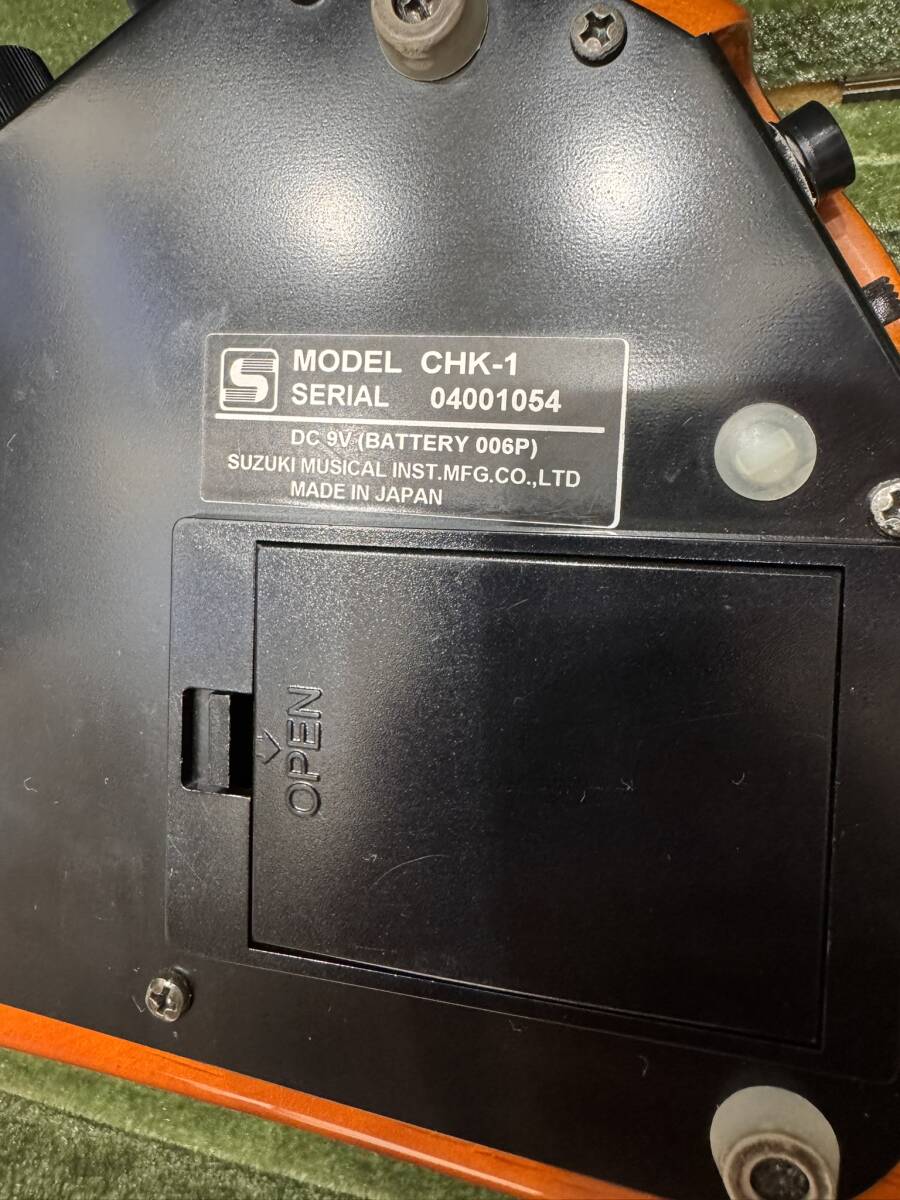 S
MODEL CHK-1
SERIAL 04001054
DC 9V (BATTERY 006P)
SUZUKI MUSICAL INST.MFG.CO.,LTD
MADE IN JAPAN
OPEN